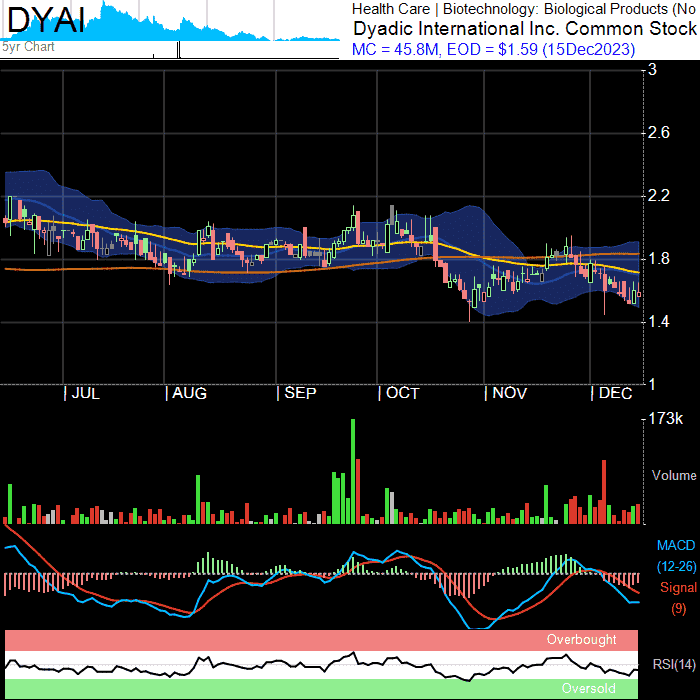 DYAI
5yr Chart
Health Care | Biotechnology: Biological Products (No
Dyadic International Inc. Common Stock
MC = 45.8M, EOD = $1.59 (15Dec2023)
3
2.6
2.2
1.8
1.4
1
| JUL | AUG | SEP | OCT | NOV | DEC
173k
Volume
MACD
(12-26)
Signal
(9)
Overbought
RSI(14)
Oversold